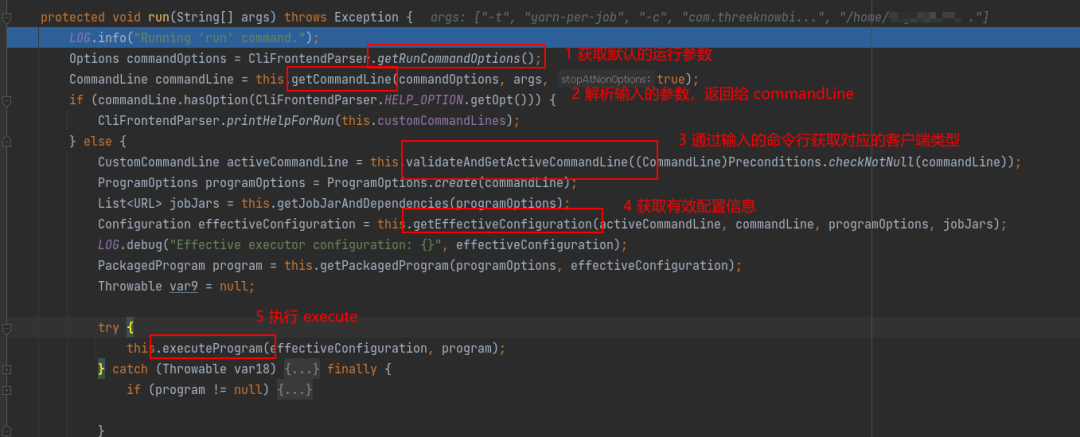 protected void run(String[] args) throws Exception { args: ["-t", "yarn-per-job", "-c", "com.threeknowbi...", "/home/ ."]
LOG.info("Running 'run' command.");
Options commandOptions = CliFrontendParser.getRunCommandOptions(); 1 获取默认的运行参数
CommandLine commandLine = this.getCommandLine(commandOptions, args, stopAtNonOptions: true);
2 解析输入的参数，返回给 commandLine
if (commandLine.hasOption(CliFrontendParser.HELP_OPTION.getOpt())) {
CliFrontendParser.printHelpForRun(this.customCommandLines);
} else {
3 通过输入的命令行获取对应的客户端类型
CustomCommandLine activeCommandLine = this.validateAndGetActiveCommandLine((CommandLine)Preconditions.checkNotNull(commandLine));
ProgramOptions programOptions = ProgramOptions.create(commandLine);
List<URL> jobJars = this.getJobJarAndDependencies(programOptions);
4 获取有效配置信息
Configuration effectiveConfiguration = this.getEffectiveConfiguration(activeCommandLine, commandLine, programOptions, jobJars);
LOG.debug("Effective executor configuration: {}", effectiveConfiguration);
PackagedProgram program = this.getPackagedProgram(programOptions, effectiveConfiguration);
Throwable var9 = null;
5 执行 execute
try {
this.executeProgram(effectiveConfiguration, program);
} catch (Throwable var18) {...} finally {
if (program != null) {...}
}